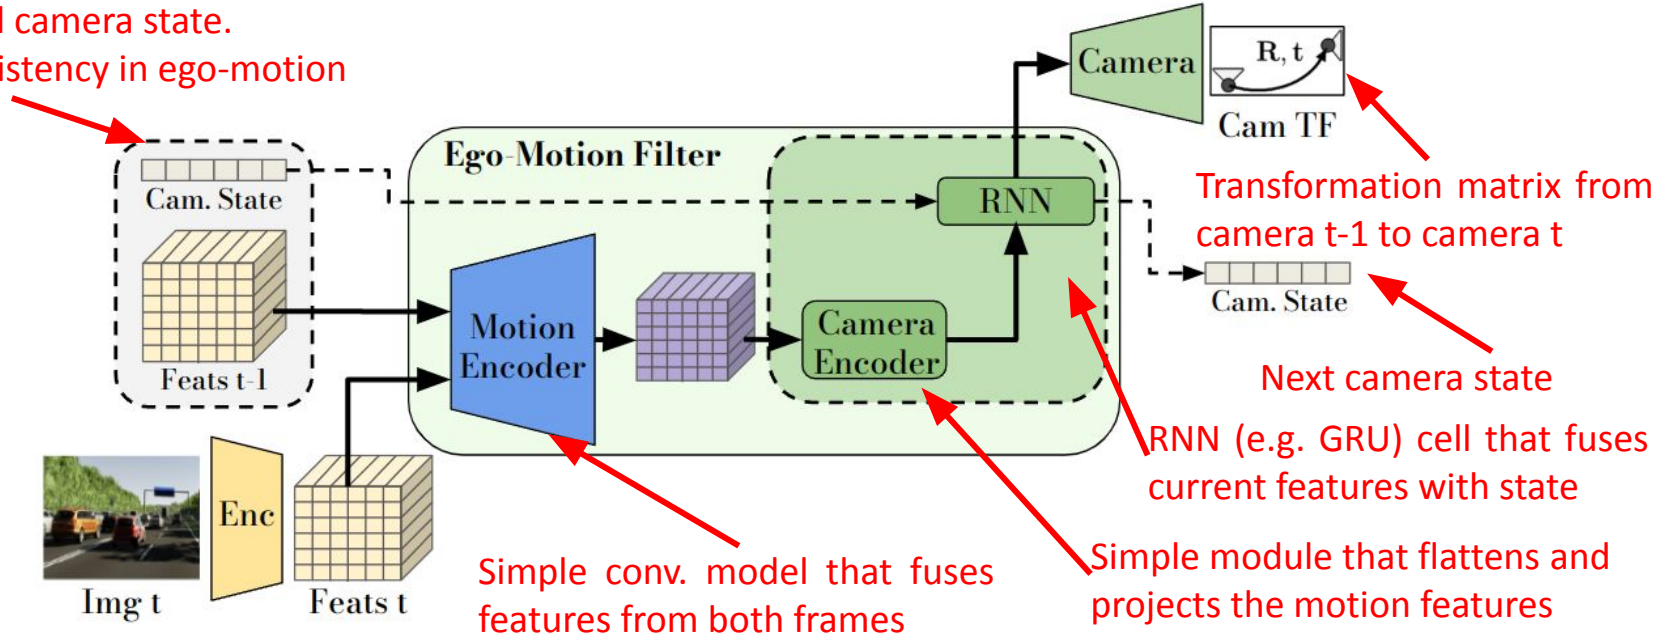 camera state.
in ego-motion
Camera
R, t
Cam TF
Ego-Motion Filter
Cam. State
RNN
Transformation matrix from
camera t-1 to camera t
Cam. State
Motion
Encoder
Camera
Encoder
Feats t-1
Next camera state
RNN (e.g. GRU) cell that fuses
current features with state
Enc
Img t
Feats t
Simple conv. model that fuses
features from both frames
Simple module that flattens and
projects the motion features